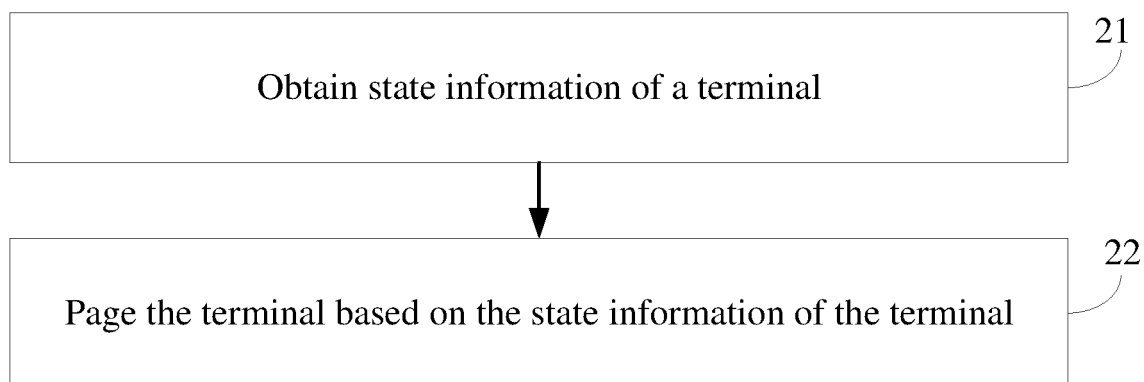 21
Obtain state information of a terminal
22
Page the terminal based on the state information of the terminal